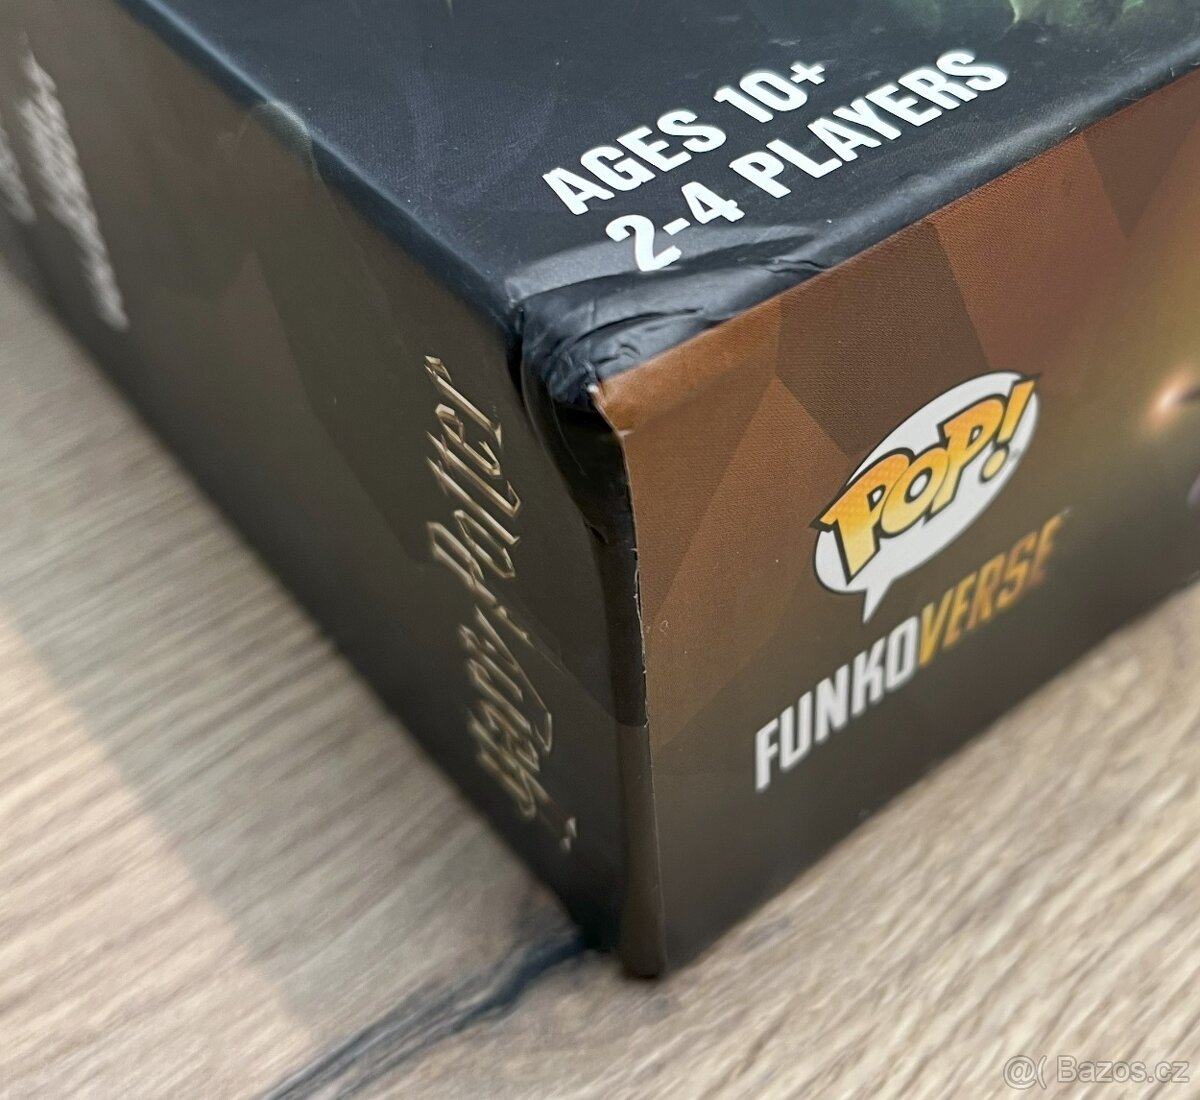 AGES 10+
2-4 PLAYERS
Harry Potter
POP!
FUNKOVERSE
@( Bazos.cz